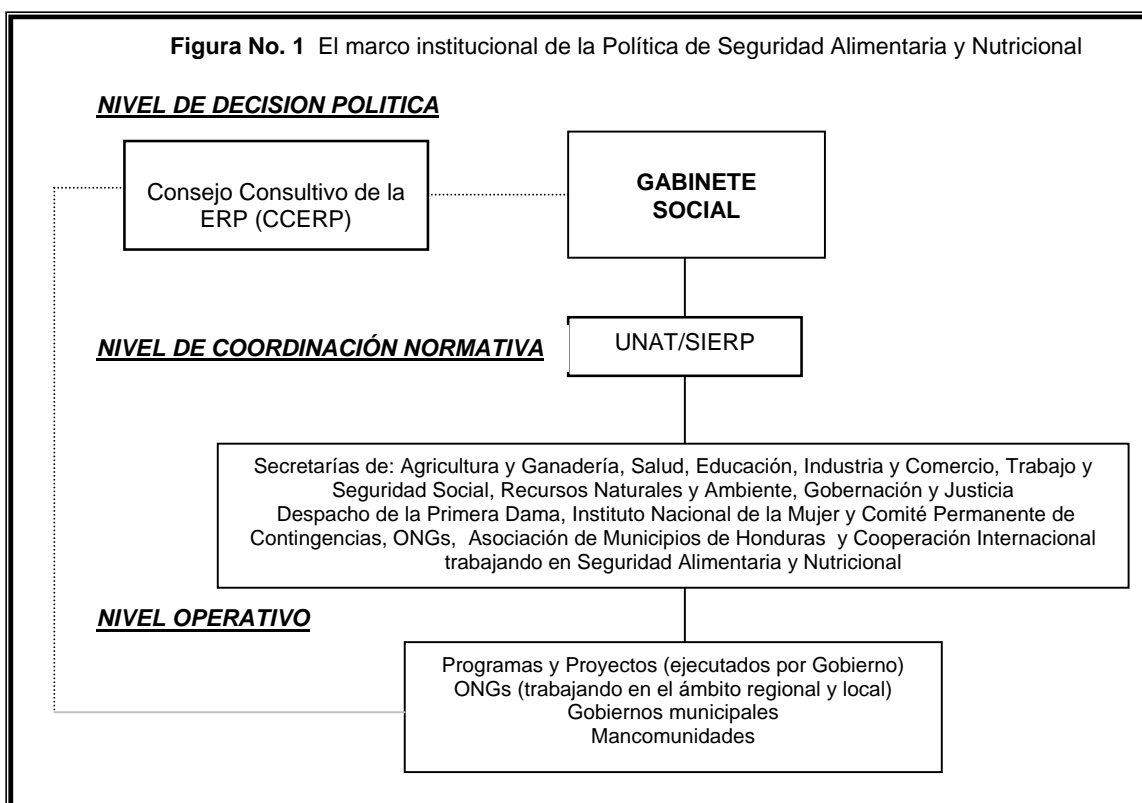 Figura No. 1 El marco institucional de la Política de Seguridad Alimentaria y Nutricional
NIVEL DE DECISION POLITICA
Consejo Consultivo de la
ERP (CCERP)
GABINETE
SOCIAL
NIVEL DE COORDINACIÓN NORMATIVA
UNAT/SIERP
Secretarías de: Agricultura y Ganadería, Salud, Educación, Industria y Comercio, Trabajo y
Seguridad Social, Recursos Naturales y Ambiente, Gobernación y Justicia
Despacho de la Primera Dama, Instituto Nacional de la Mujer y Comité Permanente de
Contingencias, ONGs, Asociación de Municipios de Honduras y Cooperación Internacional
trabajando en Seguridad Alimentaria y Nutricional
NIVEL OPERATIVO
Programas y Proyectos (ejecutados por Gobierno)
ONGs (trabajando en el ámbito regional y local)
Gobiernos municipales
Mancomunidades